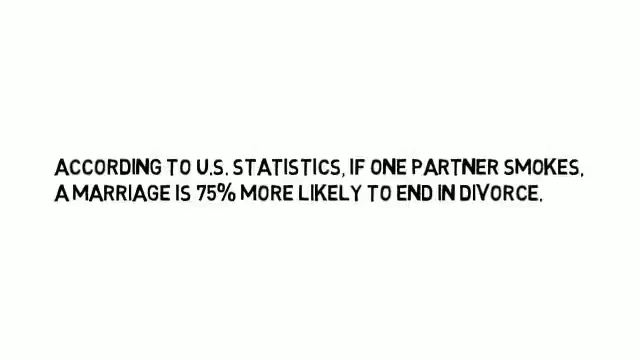 ACCORDING TO U.S. STATISTICS, IF ONE PARTNER SMOKES,
A MARRIAGE IS 75% MORE LIKELY TO END IN DIVORCE.